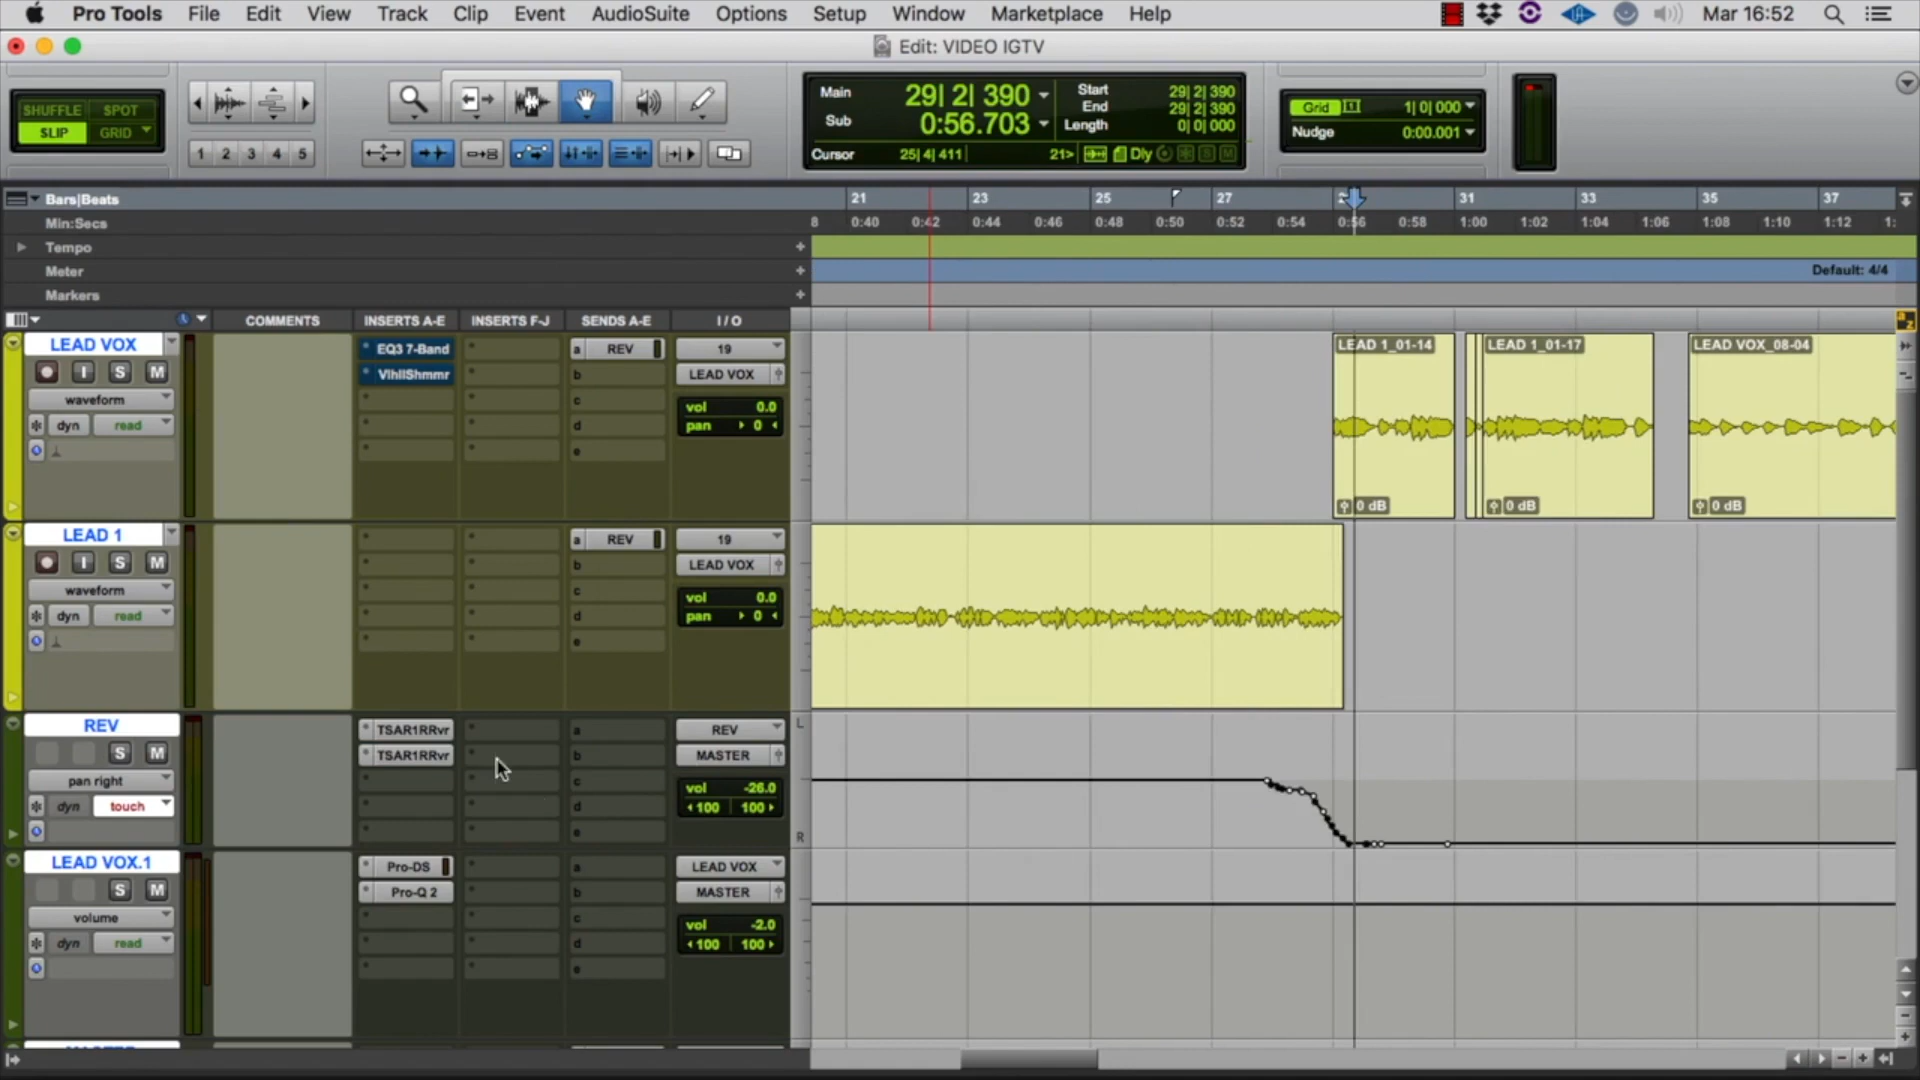 Pro Tools File Edit View Track Clip Event AudioSuite Options Setup Window Marketplace Help Mar 16:52
Edit: VIDEO IGTV
SHUFFLE SPOT
SLIP GRID
1 2 3 4 5
Main 29| 2| 390
Sub 0:56.703
Start 29| 2| 390
End 29| 2| 390
Length 0| 0| 000
Cursor 25| 4| 411 21> Dly S M
Grid 1| 0| 000
Nudge 0:00.001
Bars|Beats 21 23 25 27 31 33 35 37
Min:Secs 8 0:40 0:42 0:44 0:46 0:48 0:50 0:52 0:54 0:56 0:58 1:00 1:02 1:04 1:06 1:08 1:10 1:12 1:
Tempo
Meter Default: 4/4
Markers
COMMENTS INSERTS A-E INSERTS F-J SENDS A-E I / O
LEAD VOX
I S M
waveform
dyn read
EQ3 7-Band
VlhllShmmr
a REV
b
c
d
e
19
LEAD VOX
vol 0.0
pan 0
LEAD 1_01-14 LEAD 1_01-17 LEAD VOX_08-04
0 dB 0 dB 0 dB
LEAD 1
I S M
waveform
dyn read
a REV
b
c
d
e
19
LEAD VOX
vol 0.0
pan 0
REV
S M
pan right
dyn touch
TSAR1RRvr
TSAR1RRvr
a
b
c
d
e
REV
MASTER
vol -26.0
100 100
L
R
LEAD VOX.1
S M
volume
dyn read
Pro-DS
Pro-Q 2
a
b
c
d
e
LEAD VOX
MASTER
vol -2.0
100 100
a
z